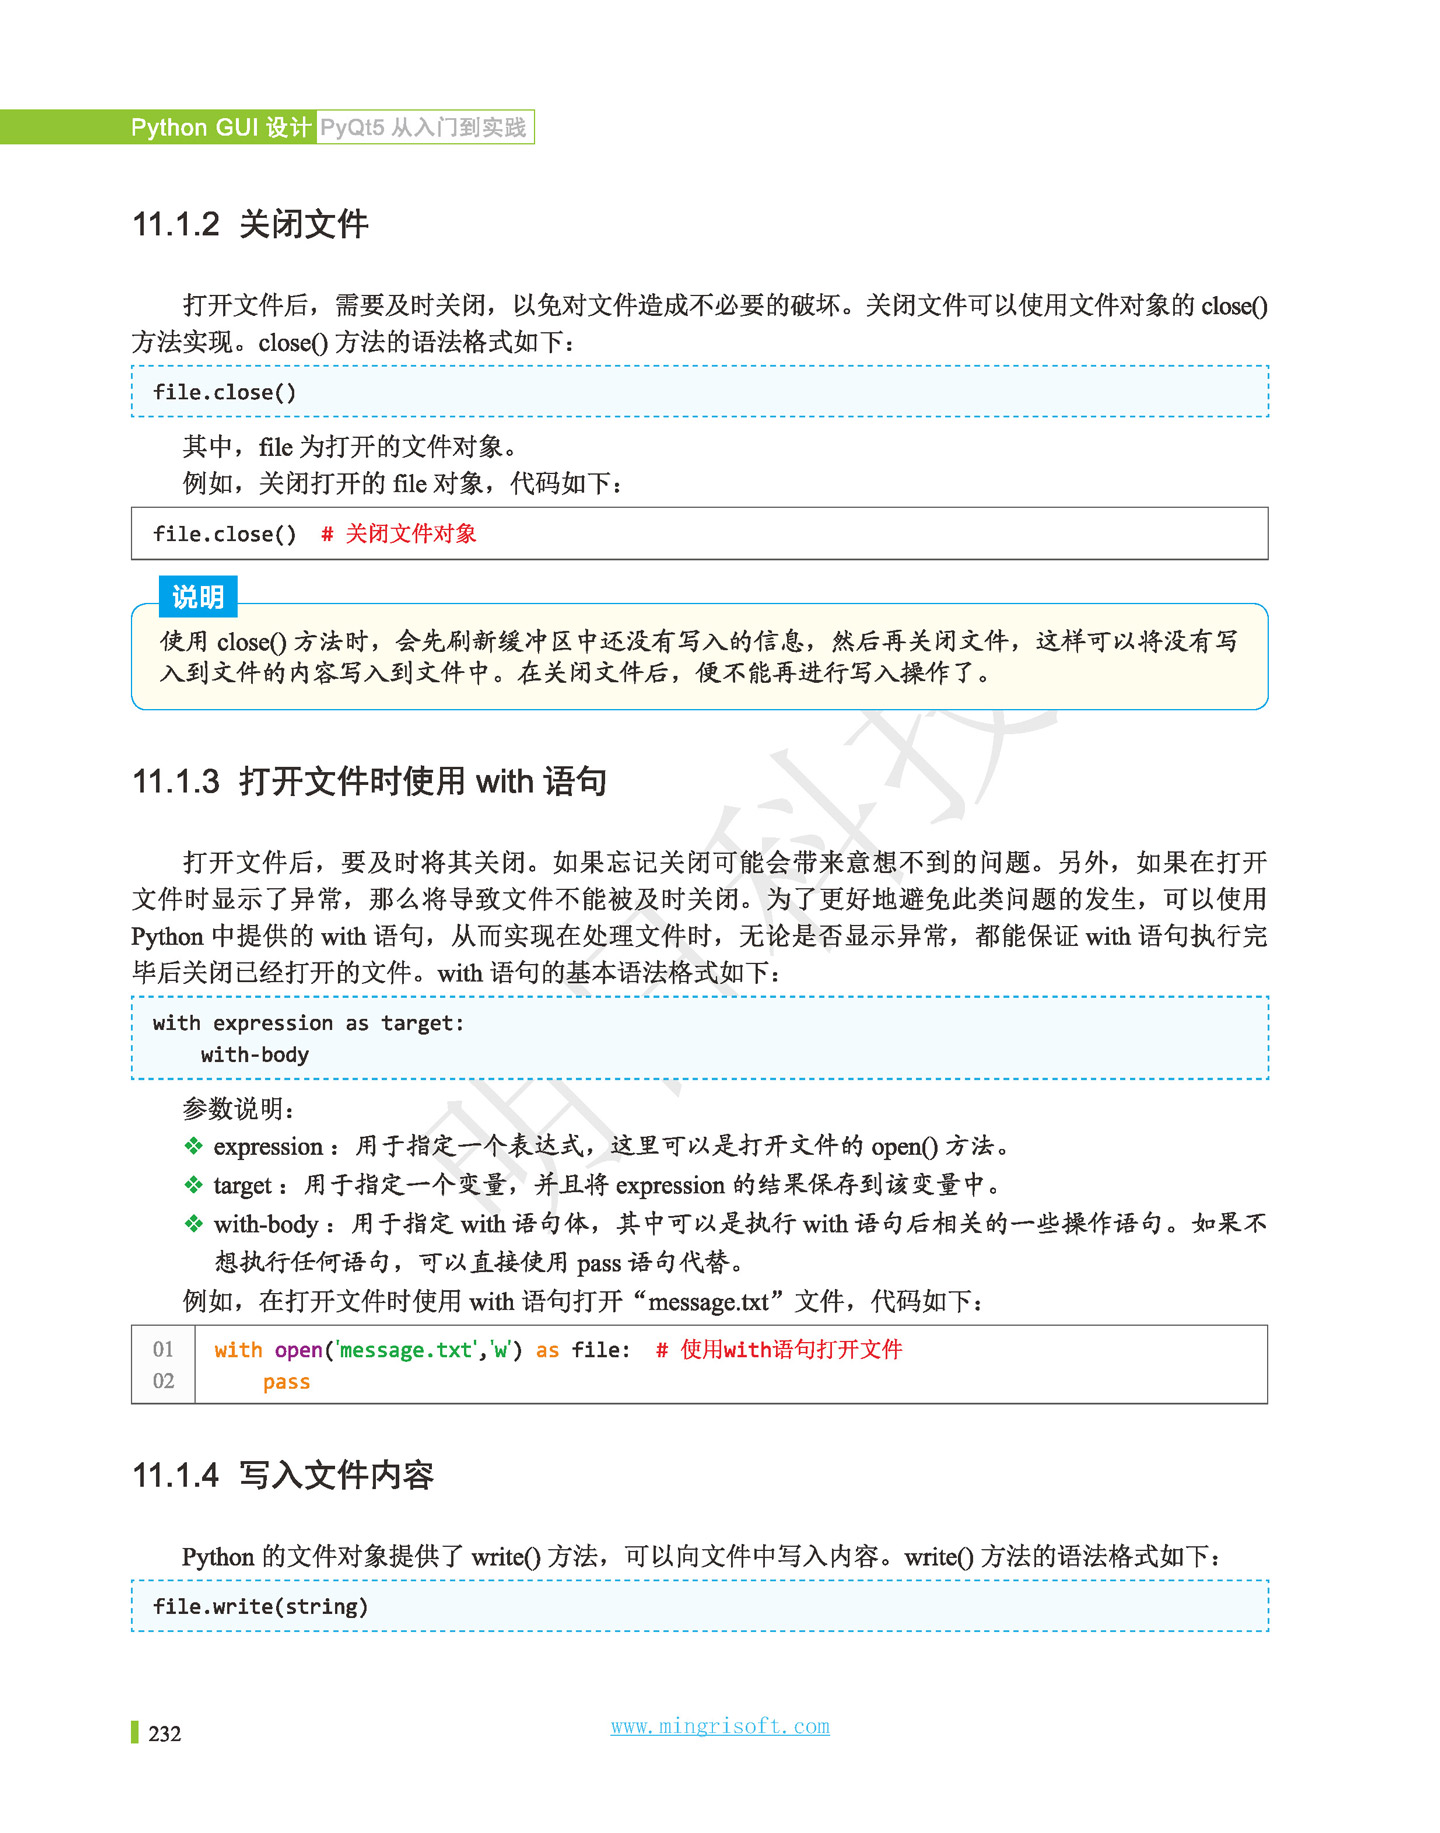 Python GUI 设计 PyQt5 从入门到实践
11.1.2 关闭文件
打开文件后，需要及时关闭，以免对文件造成不必要的破坏。关闭文件可以使用文件对象的 close()
方法实现。close() 方法的语法格式如下：
file.close()
其中，file 为打开的文件对象。
例如，关闭打开的 file 对象，代码如下：
file.close()  # 关闭文件对象
说明
使用 close() 方法时，会先刷新缓冲区中还没有写入的信息，然后再关闭文件，这样可以将没有写
入到文件的内容写入到文件中。在关闭文件后，便不能再进行写入操作了。
11.1.3 打开文件时使用 with 语句
打开文件后，要及时将其关闭。如果忘记关闭可能会带来意想不到的问题。另外，如果在打开
文件时显示了异常，那么将导致文件不能被及时关闭。为了更好地避免此类问题的发生，可以使用
Python 中提供的 with 语句，从而实现在处理文件时，无论是否显示异常，都能保证 with 语句执行完
毕后关闭已经打开的文件。with 语句的基本语法格式如下：
with expression as target:
    with-body
参数说明：
❖ expression：用于指定一个表达式，这里可以是打开文件的 open() 方法。
❖ target：用于指定一个变量，并且将 expression 的结果保存到该变量中。
❖ with-body：用于指定 with 语句体，其中可以是执行 with 语句后相关的一些操作语句。如果不
想执行任何语句，可以直接使用 pass 语句代替。
例如，在打开文件时使用 with 语句打开“message.txt”文件，代码如下：
01 with open('message.txt','w') as file:  # 使用with语句打开文件
02     pass
11.1.4 写入文件内容
Python 的文件对象提供了 write() 方法，可以向文件中写入内容。write() 方法的语法格式如下：
file.write(string)
232
www.mingrisoft.com
明日科技